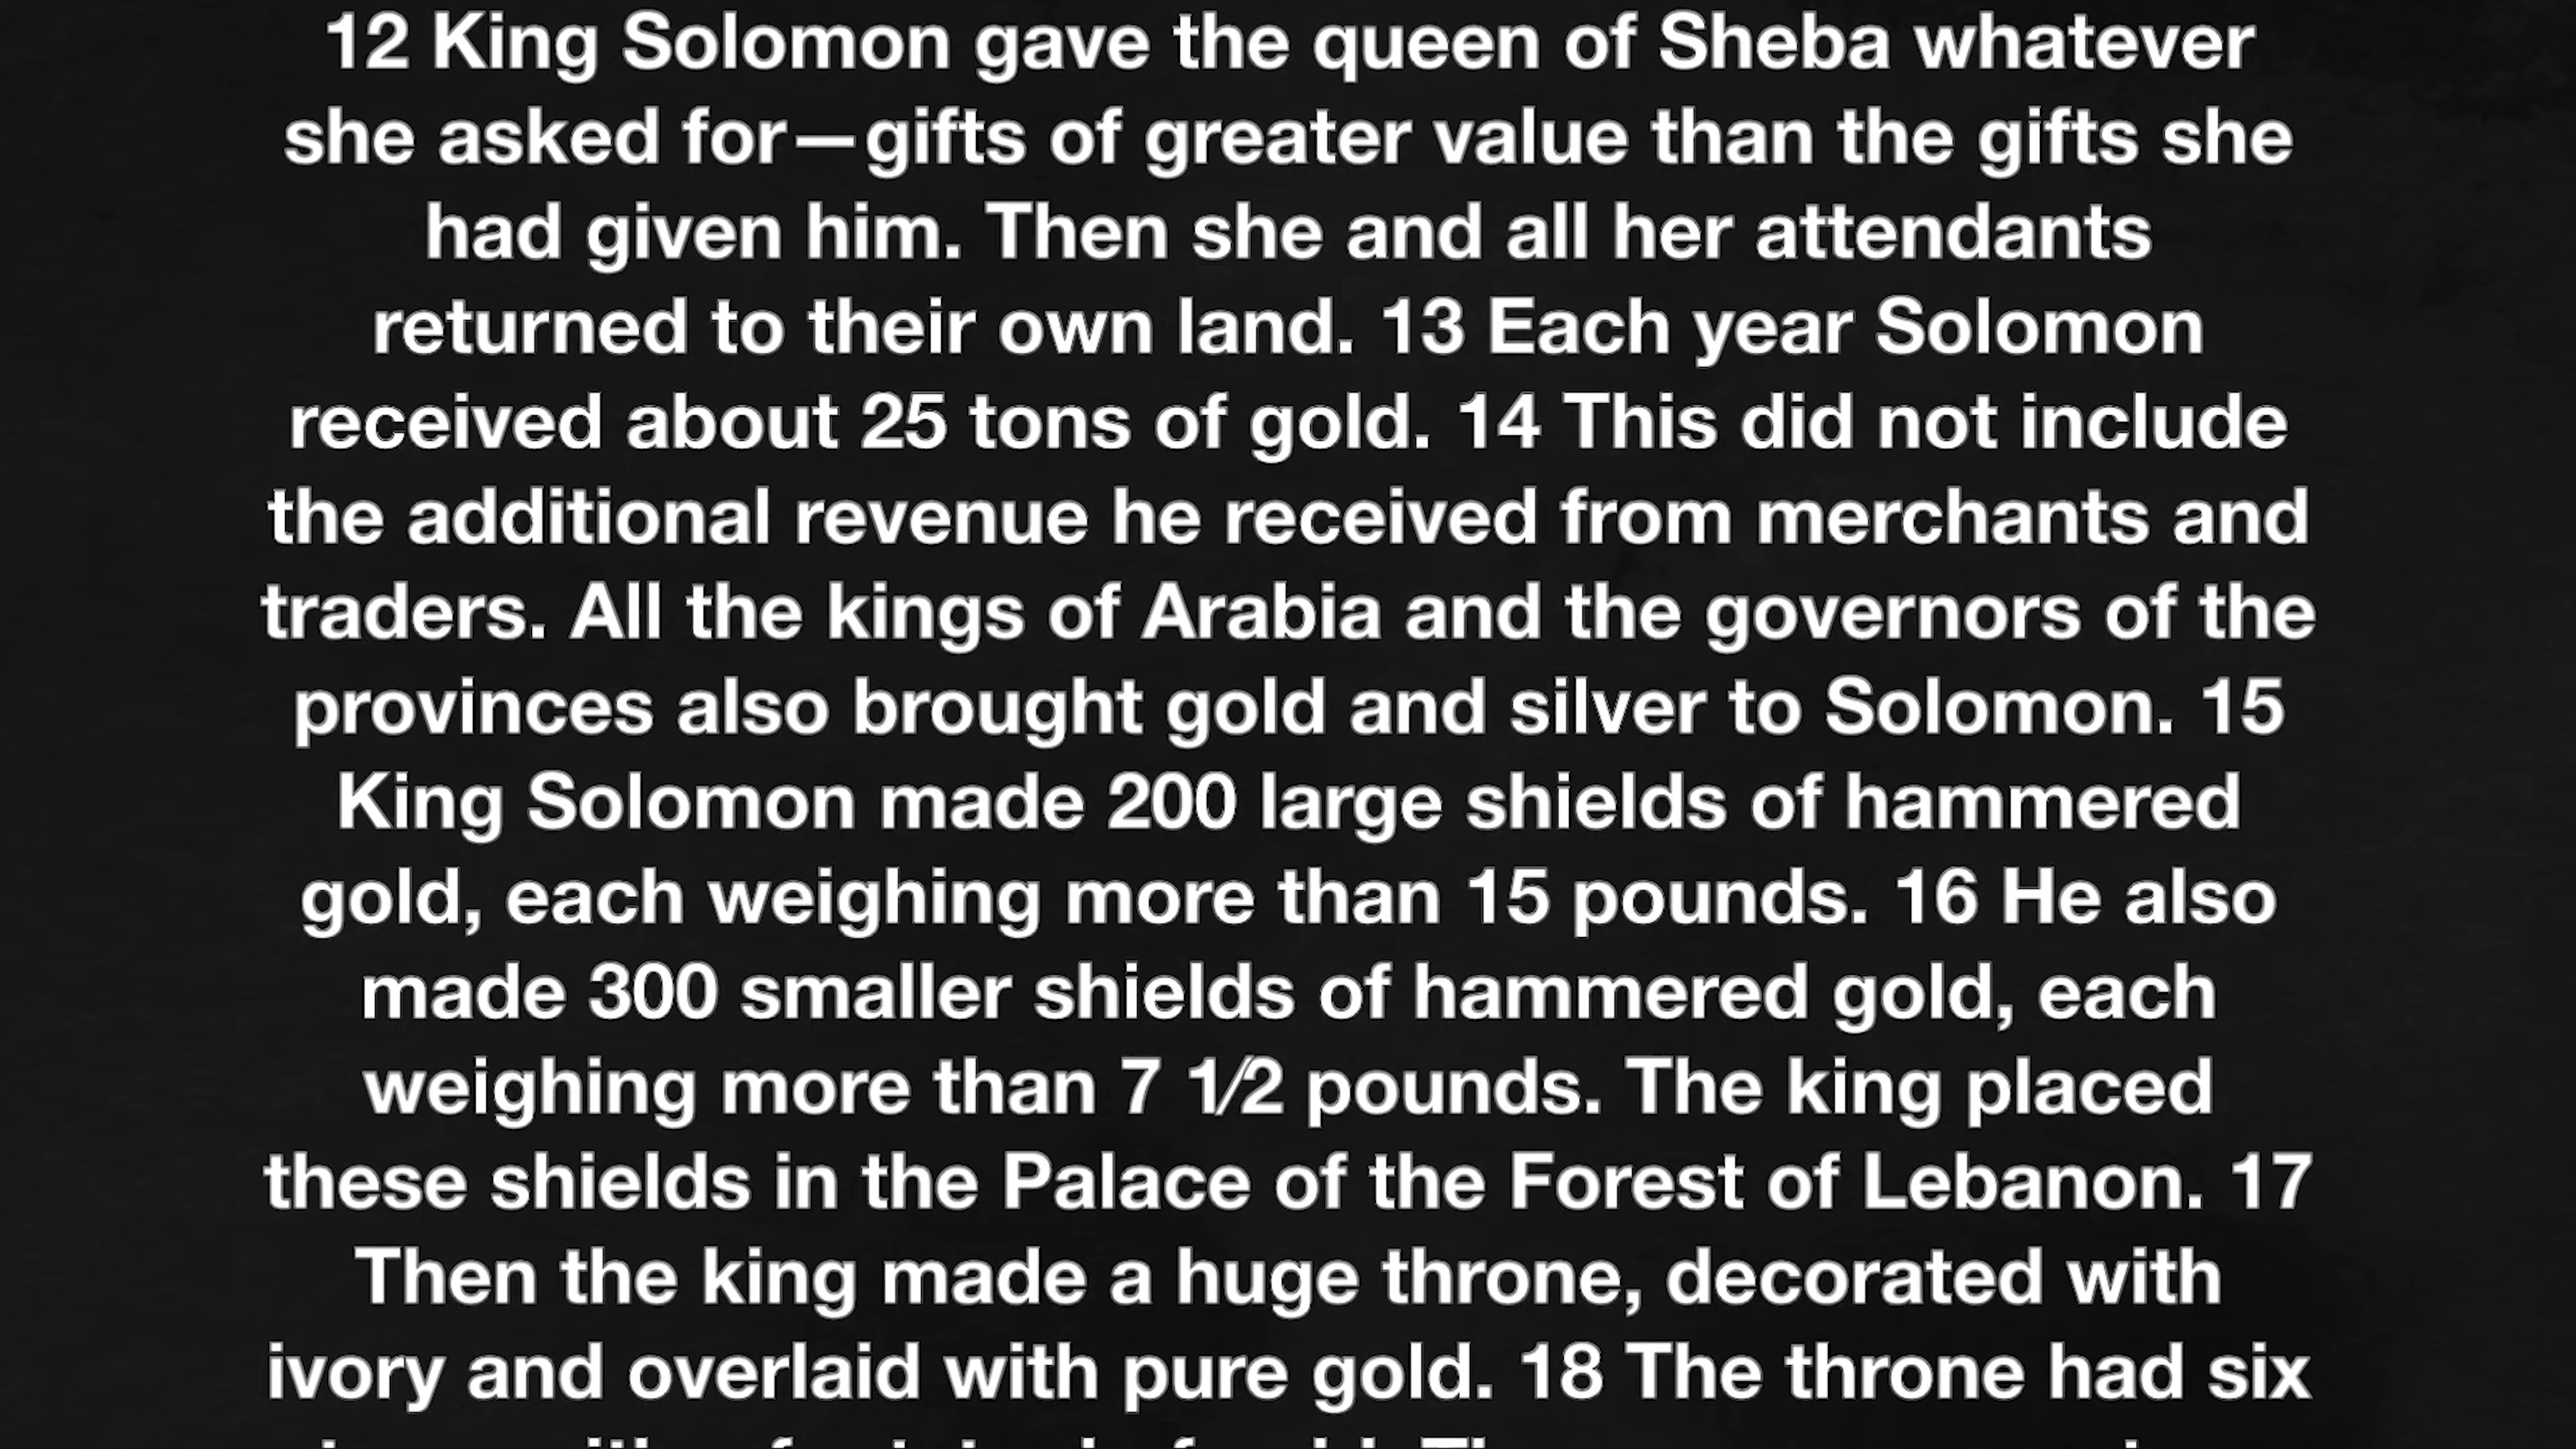 12 King Solomon gave the queen of Sheba whatever
she asked for—gifts of greater value than the gifts she
had given him. Then she and all her attendants
returned to their own land. 13 Each year Solomon
received about 25 tons of gold. 14 This did not include
the additional revenue he received from merchants and
traders. All the kings of Arabia and the governors of the
provinces also brought gold and silver to Solomon. 15
King Solomon made 200 large shields of hammered
gold, each weighing more than 15 pounds. 16 He also
made 300 smaller shields of hammered gold, each
weighing more than 7 1⁄2 pounds. The king placed
these shields in the Palace of the Forest of Lebanon. 17
Then the king made a huge throne, decorated with
ivory and overlaid with pure gold. 18 The throne had six